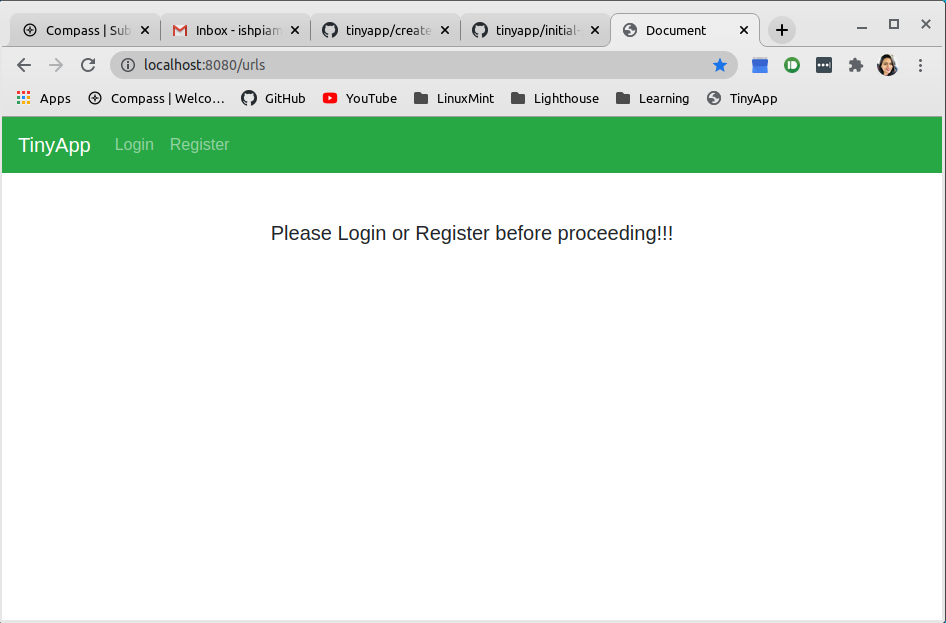 Compass | Sub
Inbox - ishpiam
tinyapp/create
tinyapp/initial-
Document
localhost:8080/urls
Apps
Compass | Welco...
GitHub
YouTube
LinuxMint
Lighthouse
Learning
TinyApp
TinyApp Login Register
Please Login or Register before proceeding!!!